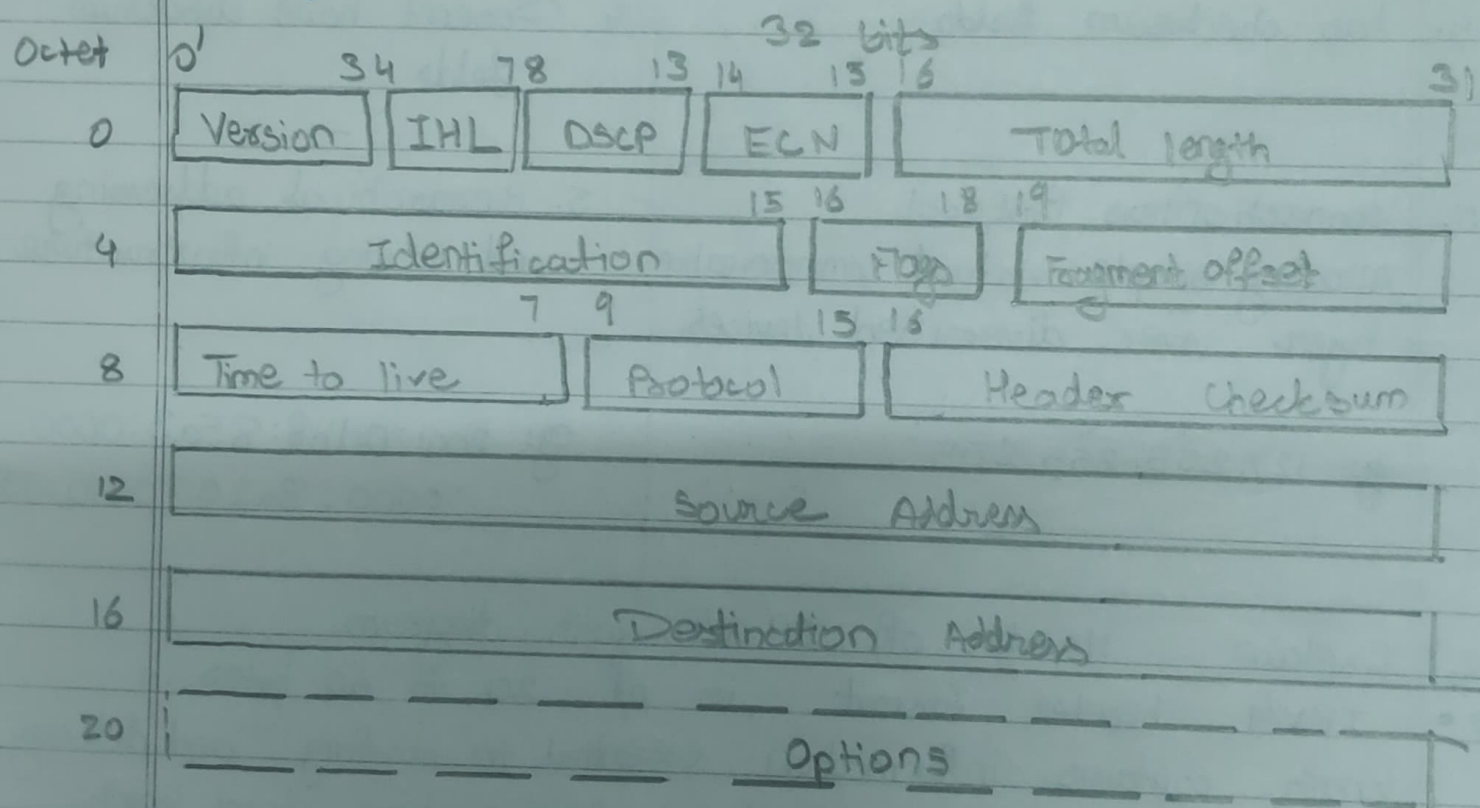 32 bits
Octet 0 3 4 7 8 13 14 15 16 31
0 Version IHL DSCP ECN Total length
15 16 18 19
4 Identification Flags Fragment offset
7 9 15 16
8 Time to live Protocol Header Checksum
12 Source Address
16 Destination Address
20 Options